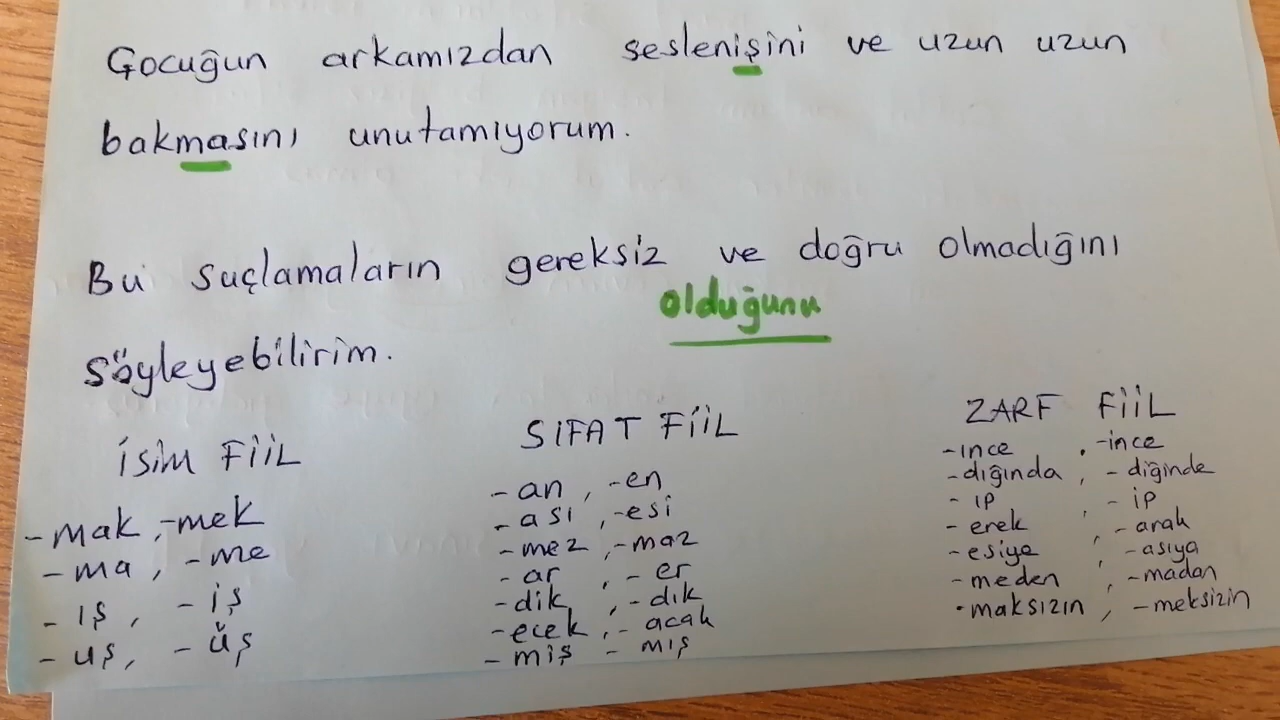 Çocuğun arkamızdan seslenişini ve uzun uzun
bakmasını unutamıyorum.
Bu suçlamaların gereksiz ve doğru olmadığını
olduğunu
söyleyebilirim.
İSİM FİİL
-mak, -mek
-ma, -me
-ış, -iş
-uş, -üş
SIFAT FİİL
-an, -en
-ası, -esi
-mez, -maz
-ar, -er
-dik, -dık
-ecek, -acak
-miş -mış
ZARF FİİL
-ınce, -ince
-dığında, -diğinde
-ıp, -ip
-erek, -arak
-esiye, -asıya
-meden, -madan
-maksızın, -meksizin